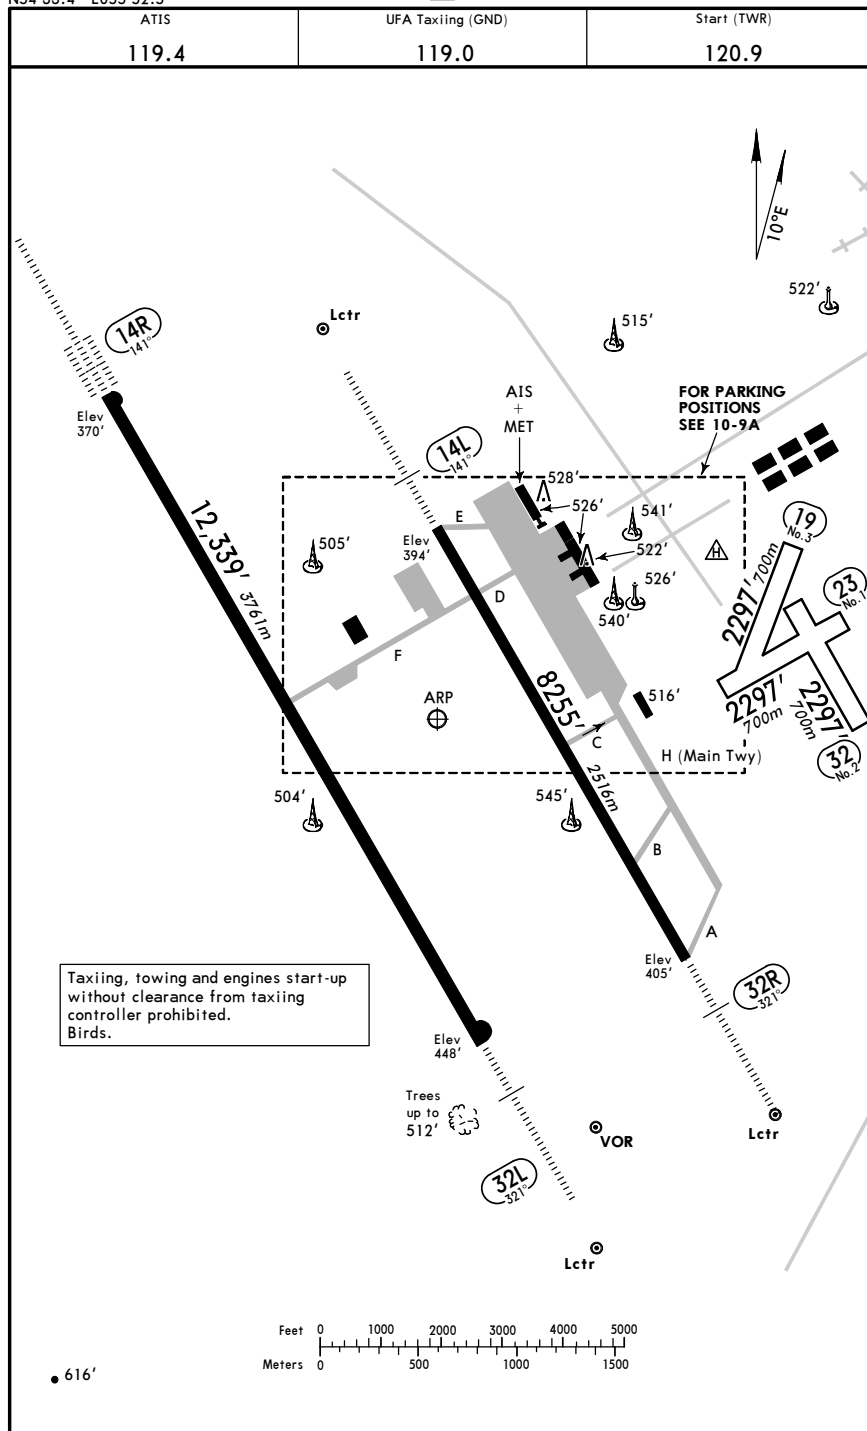 ATIS
119.4
UFA Taxiing (GND)
119.0
Start (TWR)
120.9
10°E
522'
Lctr
515'
14R
141°
Elev
370'
AIS
+
MET
FOR PARKING
POSITIONS
SEE 10-9A
14L
141°
528'
526'
541'
522'
526'
540'
19
No.3
23
No.1
H
2297'
700m
2297'
700m
2297'
700m
32
No.2
12,339'
3761m
505'
Elev
394'
E
D
F
ARP
8255'
2516m
516'
C
H (Main Twy)
504'
545'
B
A
Elev
405'
Taxiing, towing and engines start-up
without clearance from taxiing
controller prohibited.
Birds.
32R
321°
Elev
448'
Trees
up to
512'
VOR
Lctr
32L
321°
Lctr
Feet 0 1000 2000 3000 4000 5000
Meters 0 500 1000 1500
616'